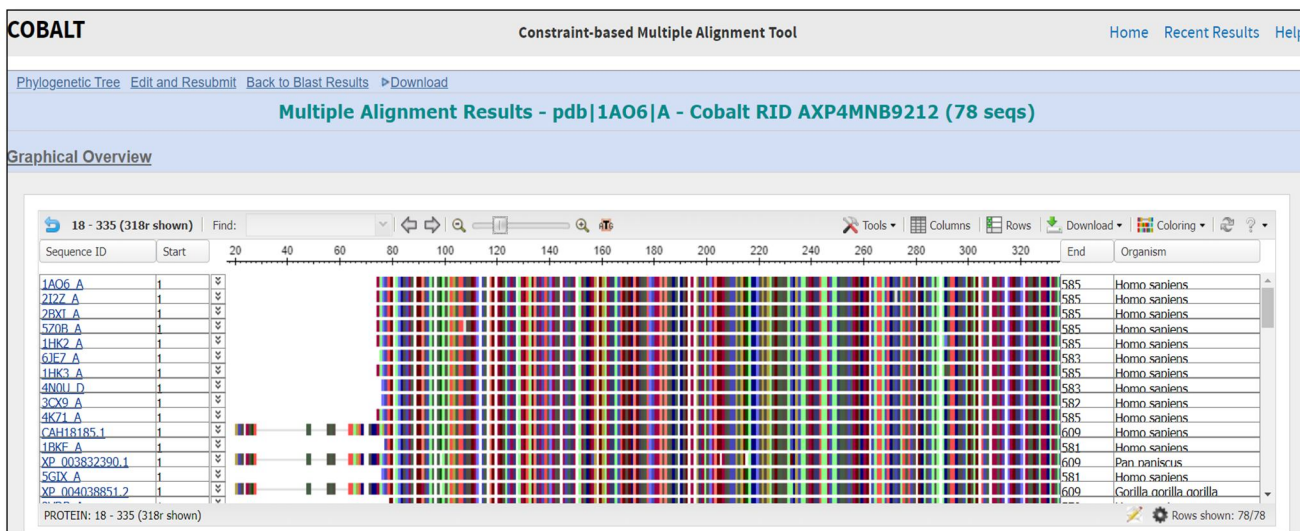 COBALT Constraint-based Multiple Alignment Tool Home Recent Results Help
Phylogenetic Tree Edit and Resubmit Back to Blast Results Download
Multiple Alignment Results - pdb|1AO6|A - Cobalt RID AXP4MNB9212 (78 seqs)
Graphical Overview
18 - 335 (318r shown) Find: Tools Columns Rows Download Coloring ?
Sequence ID Start 20 40 60 80 100 120 140 160 180 200 220 240 260 280 300 320 End Organism
1AO6_A 1 585 Homo sapiens
2I2Z_A 1 585 Homo sapiens
2BXI_A 1 585 Homo sapiens
5Z0B_A 1 585 Homo sapiens
1HK2_A 1 585 Homo sapiens
6JE7_A 1 583 Homo sapiens
1HK3_A 1 585 Homo sapiens
4N0U_D 1 583 Homo sapiens
3CX9_A 1 582 Homo sapiens
4K71_A 1 585 Homo sapiens
CAH18185.1 1 609 Homo sapiens
1BKE_A 1 581 Homo sapiens
XP_003832390.1 1 609 Pan paniscus
5GIX_A 1 581 Homo sapiens
XP_004038851.2 1 609 Gorilla gorilla gorilla
PROTEIN: 18 - 335 (318r shown) Rows shown: 78/78